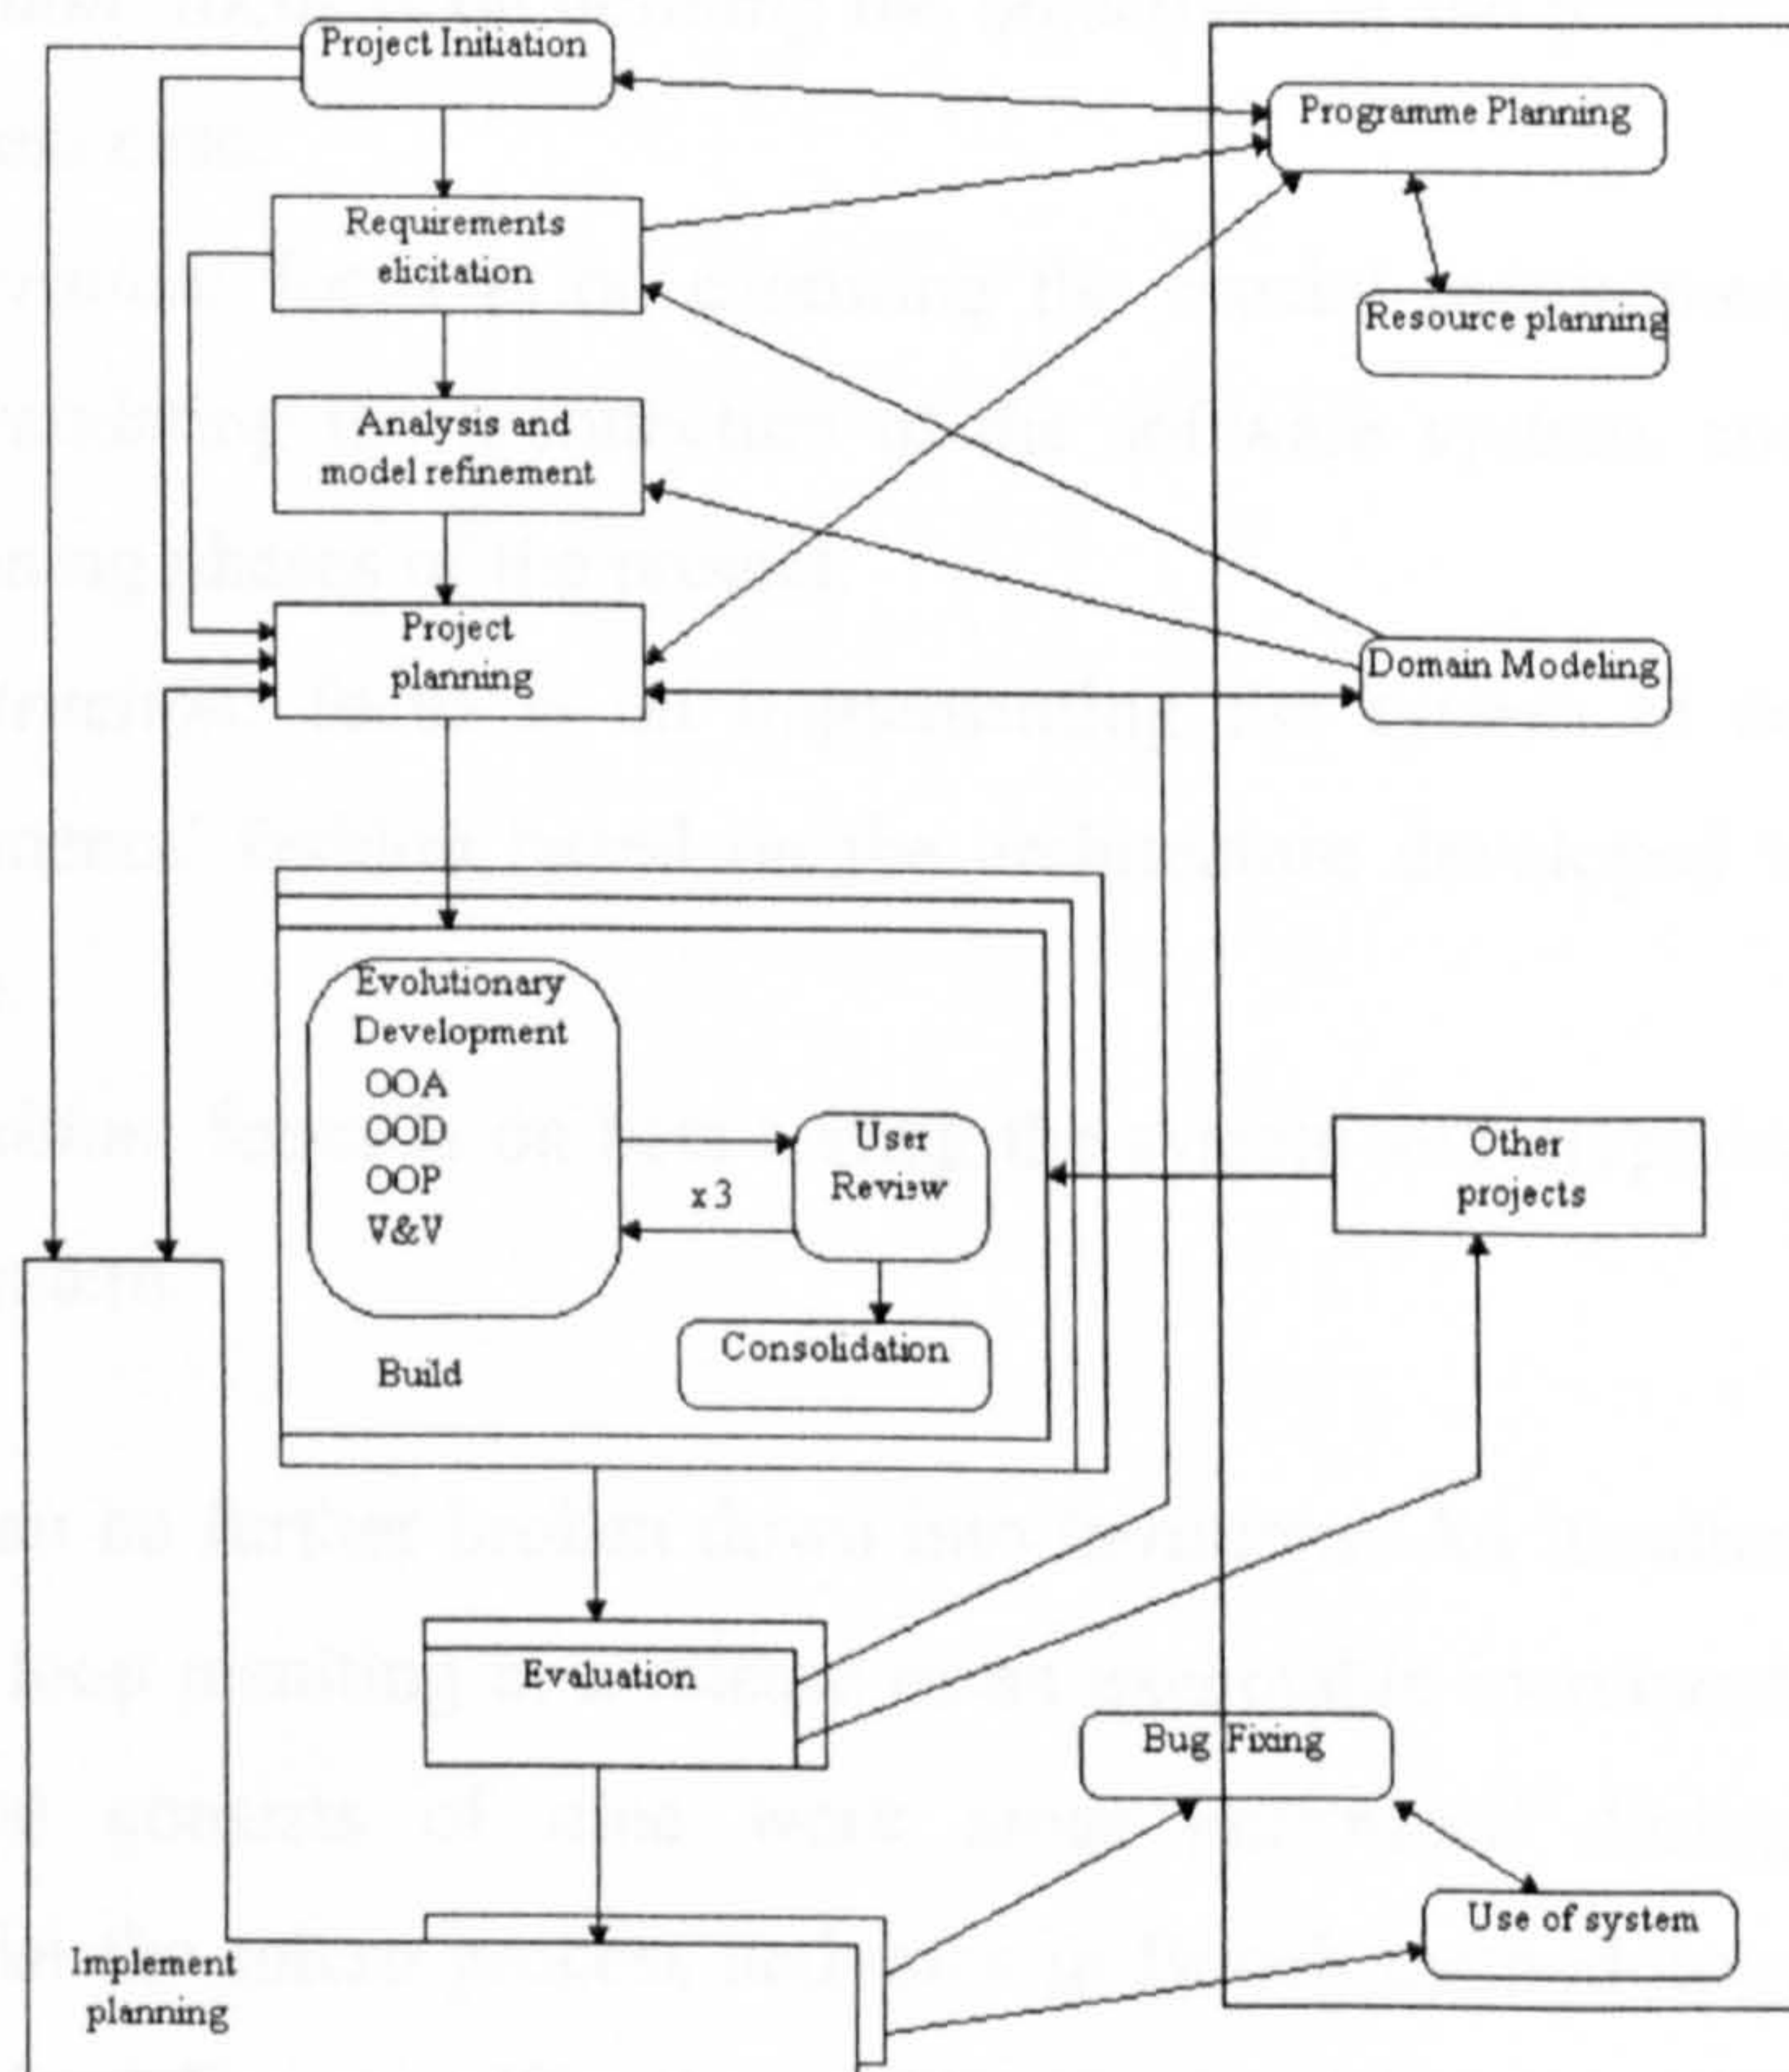 Project Initiation
Programme Planning
Requirements
elicitation
Resource planning
Analysis and
model refinement
Project
planning
Domain Modeling
Evolutionary
Development
OOA
OOD
OOP
V&V
x3
User
Review
Consolidation
Build
Other
projects
Evaluation
Bug Fixing
Use of system
Implement
planning